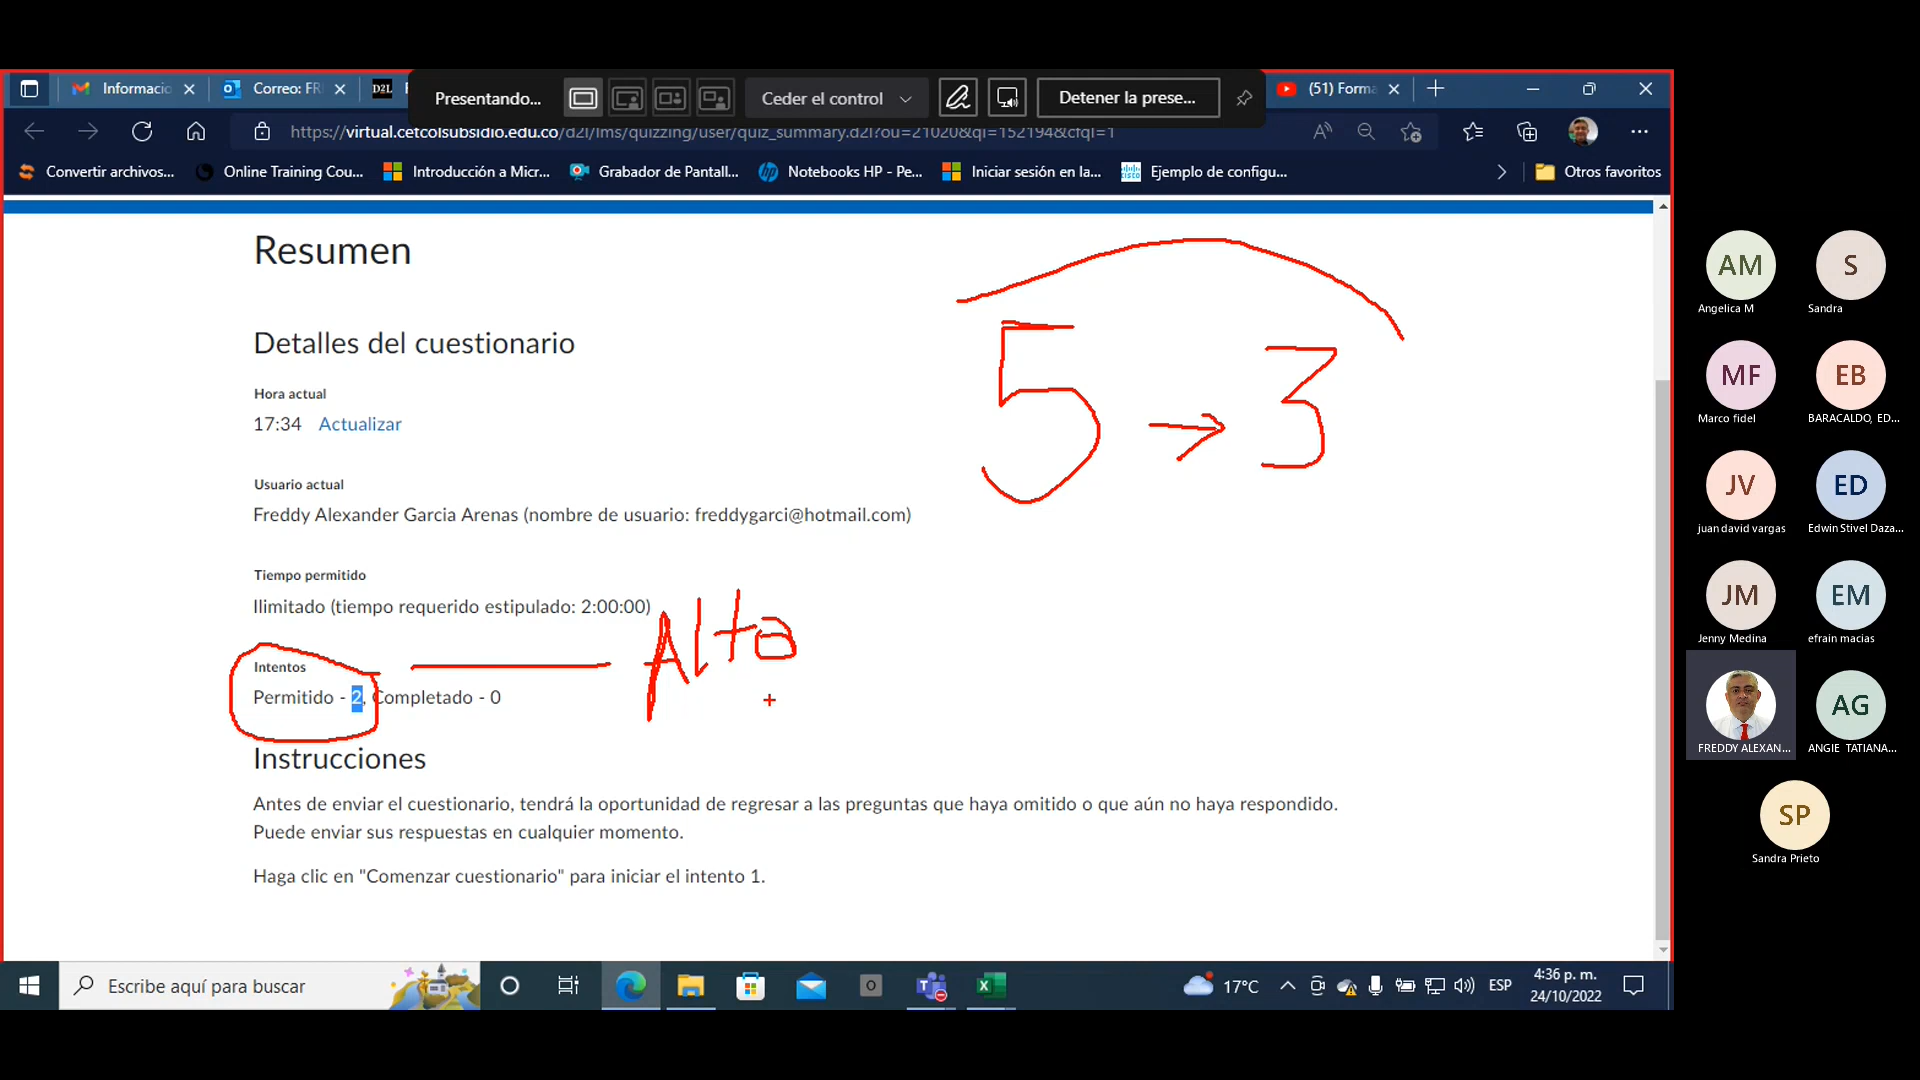 Informacio
Correo: FRE
D2L
Presentando...
Ceder el control
Detener la prese...
(51) Forma
https://virtual.cetcolsubsidio.edu.co/d2l/lms/quizzing/user/quiz_summary.d2l?ou=21020&qi=152194&cfql=1
Convertir archivos...
Online Training Cou...
Introducción a Micr...
Grabador de Pantall...
Notebooks HP - Pe...
Iniciar sesión en la...
Ejemplo de configu...
Otros favoritos
Resumen
Detalles del cuestionario
Hora actual
17:34 Actualizar
5 → 3
Usuario actual
Freddy Alexander Garcia Arenas (nombre de usuario: freddygarci@hotmail.com)
Tiempo permitido
Ilimitado (tiempo requerido estipulado: 2:00:00)
Alto
Intentos
Permitido - 2, Completado - 0
Instrucciones
Antes de enviar el cuestionario, tendrá la oportunidad de regresar a las preguntas que haya omitido o que aún no haya respondido.
Puede enviar sus respuestas en cualquier momento.
Haga clic en "Comenzar cuestionario" para iniciar el intento 1.
AM
Angelica M
S
Sandra
MF
Marco fidel
EB
BARACALDO, ED...
JV
juan david vargas
ED
Edwin Stivel Daza...
JM
Jenny Medina
EM
efrain macias
FREDDY ALEXAN...
AG
ANGIE TATIANA...
SP
Sandra Prieto
Escribe aquí para buscar
17°C
ESP
4:36 p. m.
24/10/2022